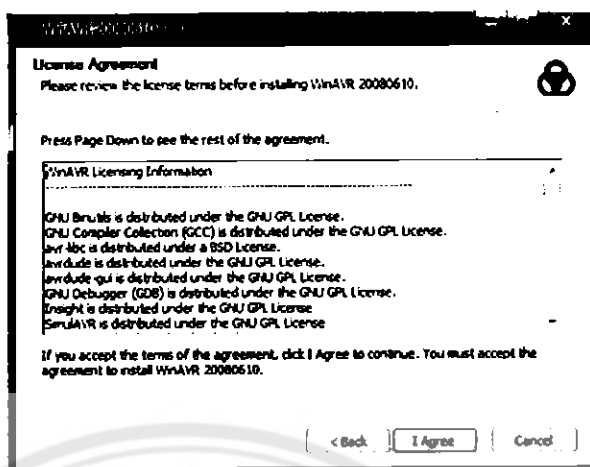 License Agreement
Please review the license terms before installing WinAVR 20080610.
Press Page Down to see the rest of the agreement.
WinAVR Licensing Information
GNU Binutils is distributed under the GNU GPL License.
GNU Compiler Collection (GCC) is distributed under the GNU GPL License.
avr-libc is distributed under a BSD License.
avrdude is distributed under the GNU GPL License.
avrdude-gui is distributed under the GNU GPL License.
GNU Debugger (GDB) is distributed under the GNU GPL License.
Insight is distributed under the GNU GPL License
SimulAVR is distributed under the GNU GPL License
If you accept the terms of the agreement, click I Agree to continue. You must accept the
agreement to install WinAVR 20080610.
< Back I Agree Cancel